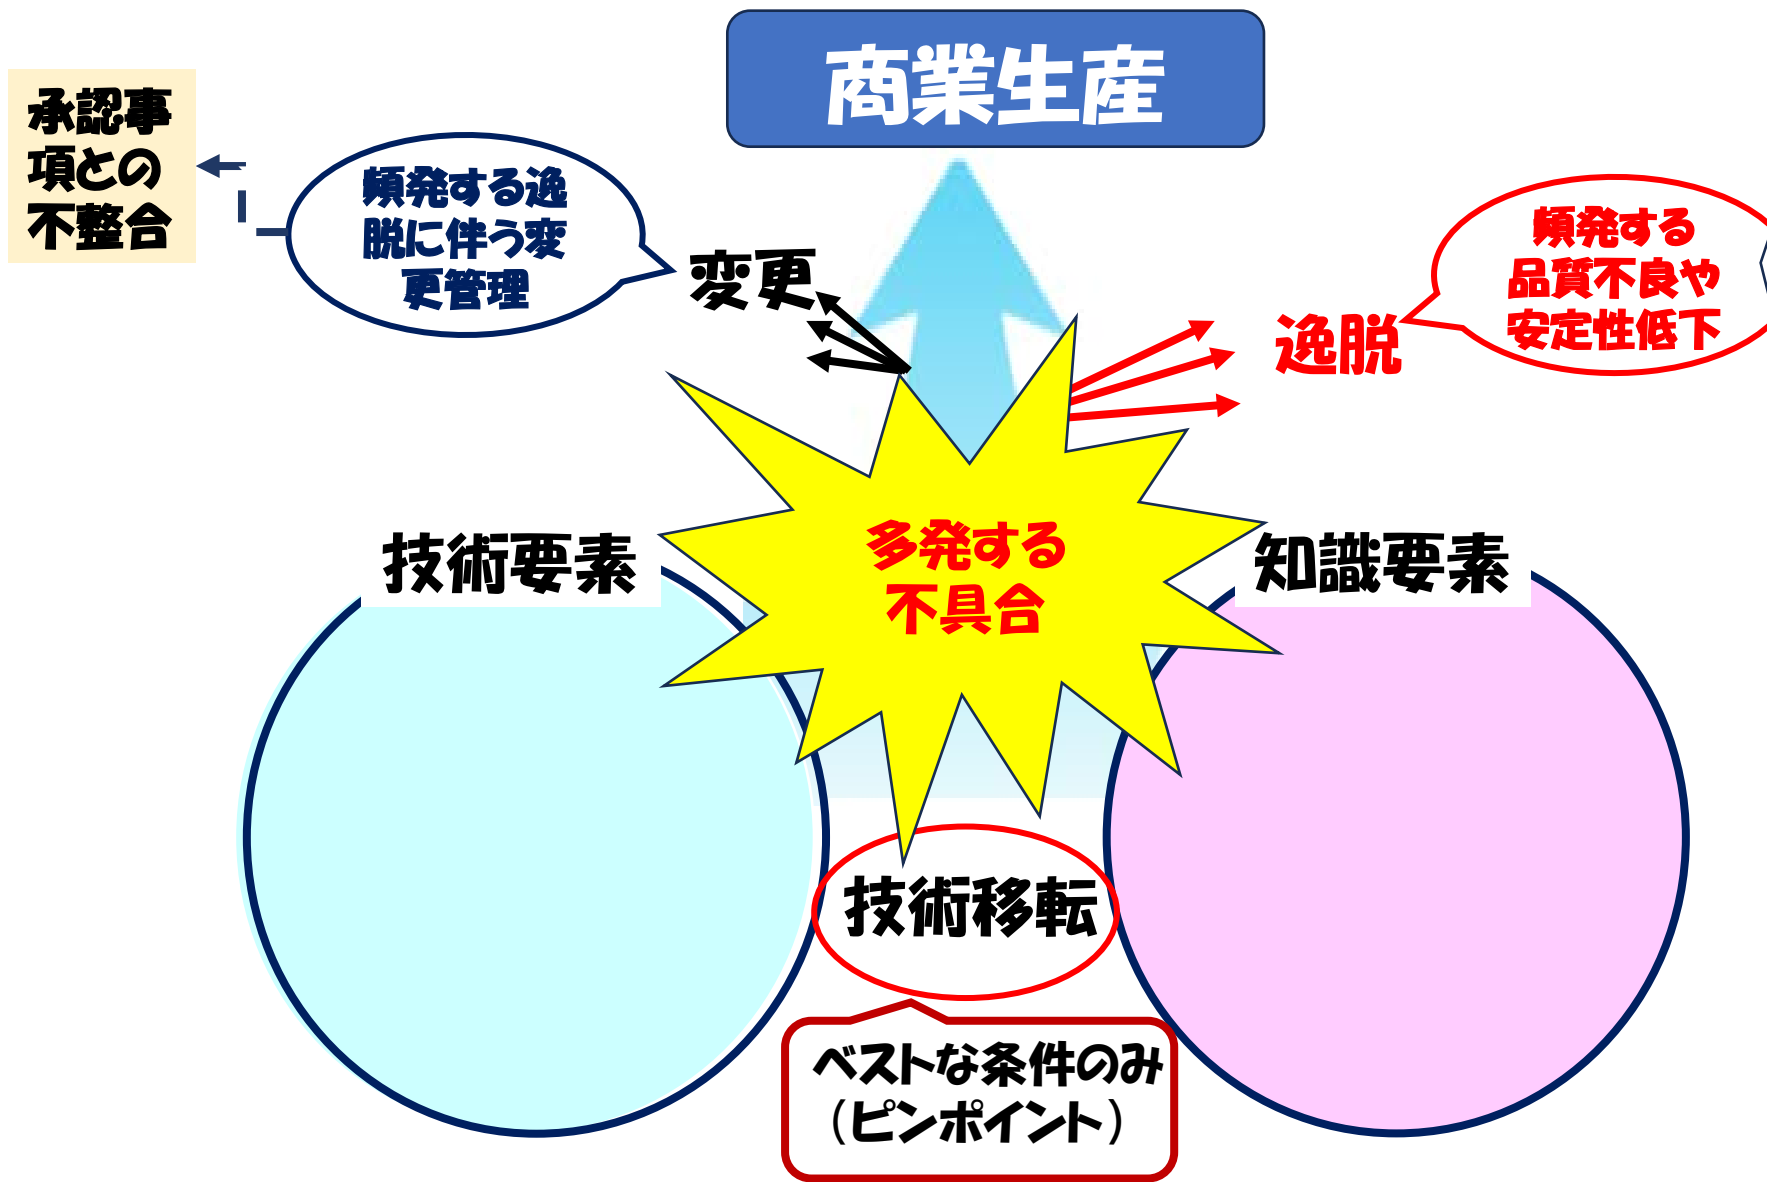 商業生産
承認事
項との
不整合
頻発する逸
脱に伴う変
更管理
変更
逸脱
頻発する
品質不良や
安定性低下
多発する
不具合
技術要素
知識要素
技術移転
ベストな条件のみ
(ピンポイント)